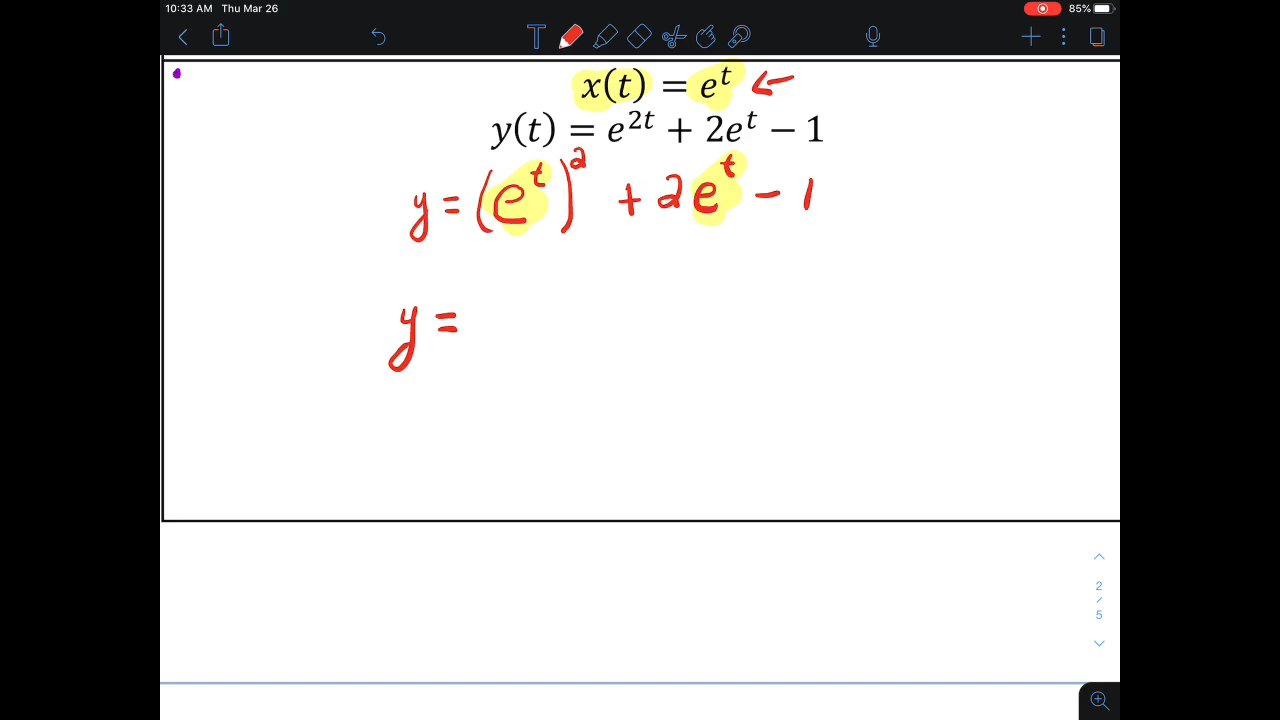 10:33 AM Thu Mar 26 85%
T
x(t) = e^t ←
y(t) = e^{2t} + 2e^t − 1
y = (e^t)^2 + 2e^t − 1
y =
2
5